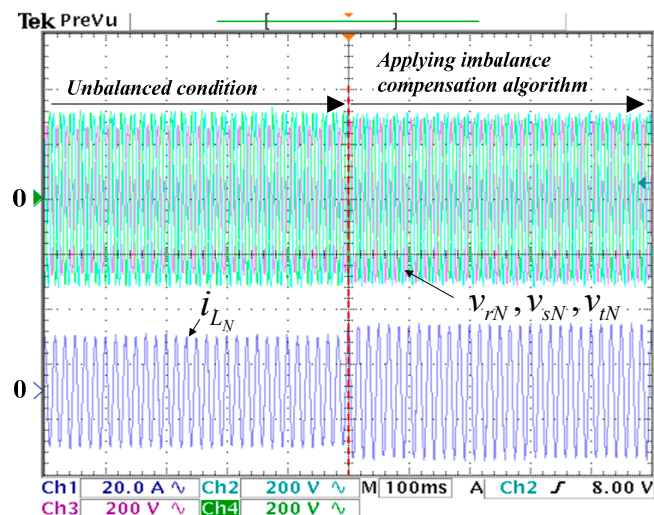 Tek PreVu
Unbalanced condition
Applying imbalance
compensation algorithm
0
i_{L_N}
v_{rN}, v_{sN}, v_{tN}
0
Ch1 20.0 A ∿ Ch2 200 V ∿ M 100ms A Ch2 ƒ 8.00 V
Ch3 200 V ∿ Ch4 200 V ∿